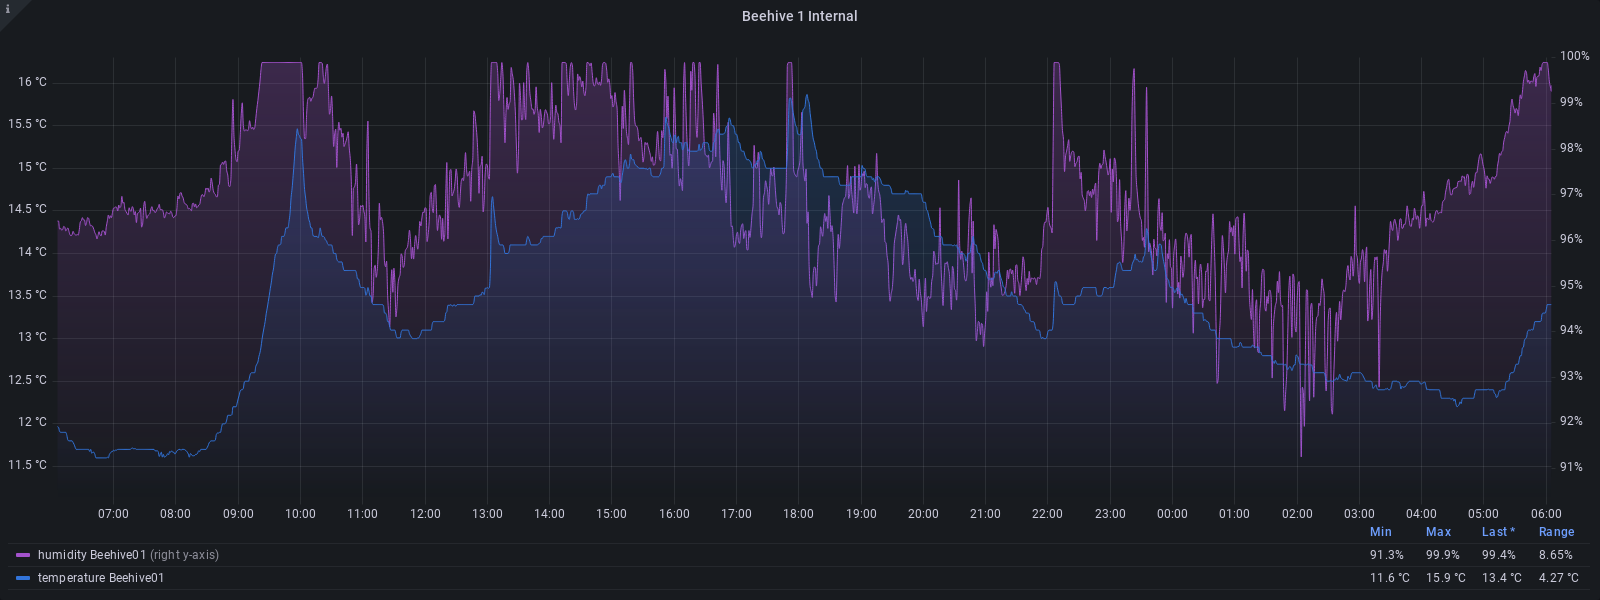 i
Beehive 1 Internal
100%
16 °C
99%
15.5 °C
98%
15 °C
97%
14.5 °C
96%
14 °C
95%
13.5 °C
94%
13 °C
93%
12.5 °C
92%
12 °C
91%
11.5 °C
07:00 08:00 09:00 10:00 11:00 12:00 13:00 14:00 15:00 16:00 17:00 18:00 19:00 20:00 21:00 22:00 23:00 00:00 01:00 02:00 03:00 04:00 05:00 06:00
Min Max Last * Range
humidity Beehive01 (right y-axis) 91.3% 99.9% 99.4% 8.65%
temperature Beehive01 11.6 °C 15.9 °C 13.4 °C 4.27 °C